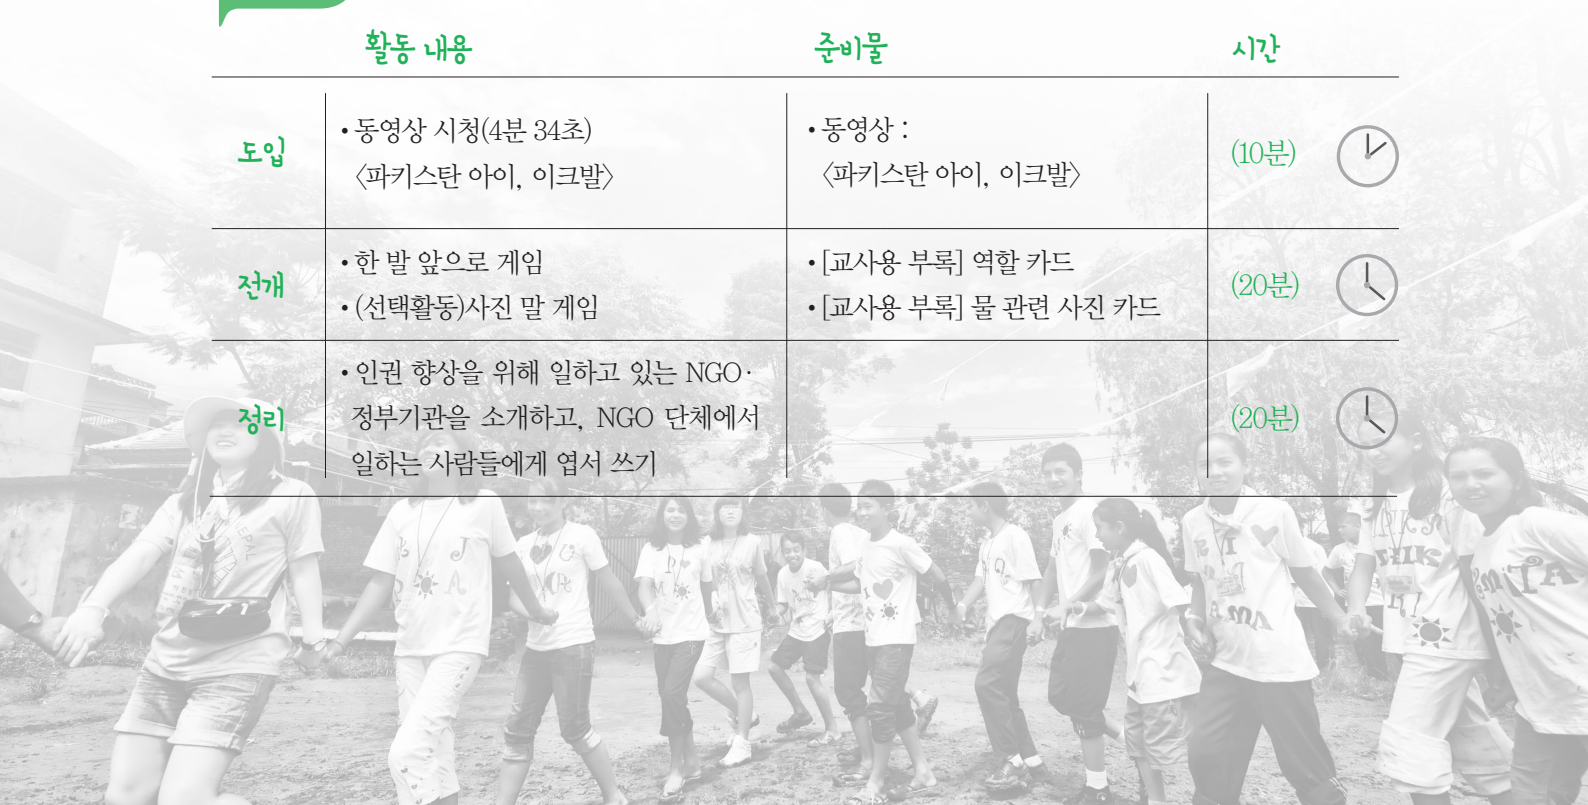 활동 내용 준비물 시간
도입
• 동영상 시청(4분 34초)
〈파키스탄 아이, 이크발〉
• 동영상 :
〈파키스탄 아이, 이크발〉
(10분)
전개
• 한 발 앞으로 게임
• (선택활동)사진 말 게임
• [교사용 부록] 역할 카드
• [교사용 부록] 물 관련 사진 카드
(20분)
정리
• 인권 향상을 위해 일하고 있는 NGO·
정부기관을 소개하고, NGO 단체에서
일하는 사람들에게 엽서 쓰기
(20분)